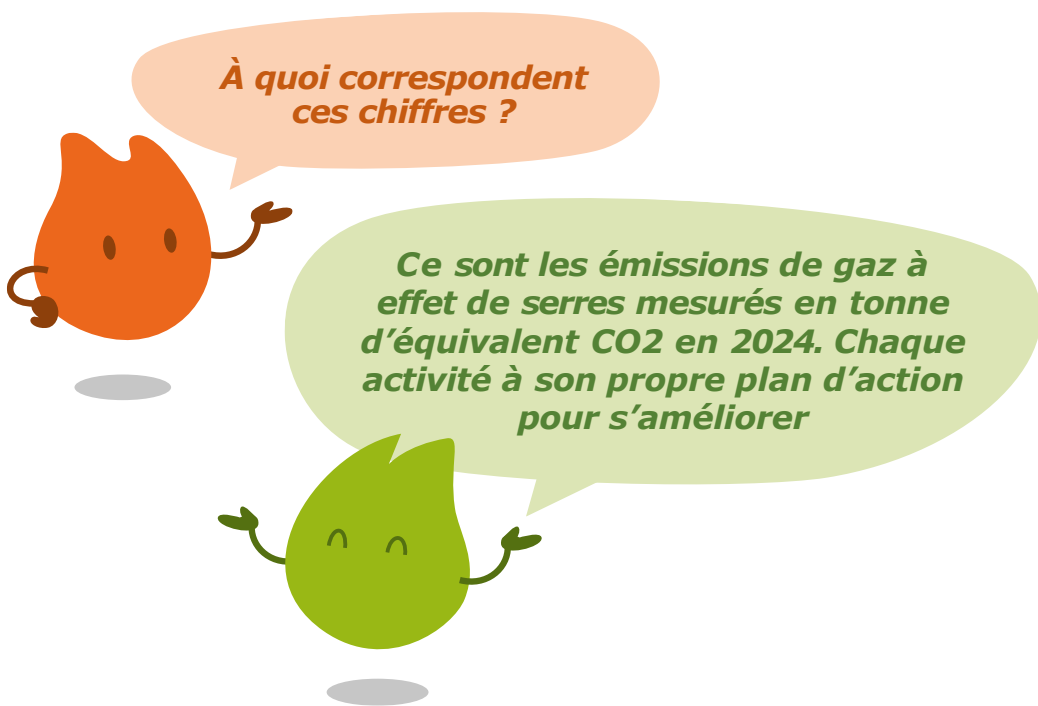 À quoi correspondent
ces chiffres ?
Ce sont les émissions de gaz à
effet de serres mesurés en tonne
d’équivalent CO2 en 2024. Chaque
activité à son propre plan d’action
pour s’améliorer